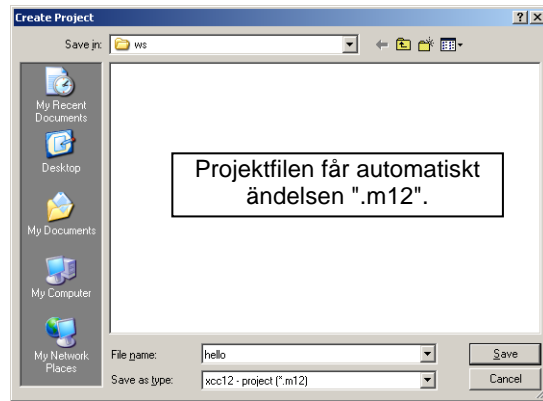 Create Project
Save in:
ws
My Recent
Documents
Desktop
Projektfilen får automatiskt
ändelsen ".m12".
My Documents
My Computer
My Network
Places
File name:
hello
Save
Save as type:
xcc12 - project (*.m12)
Cancel